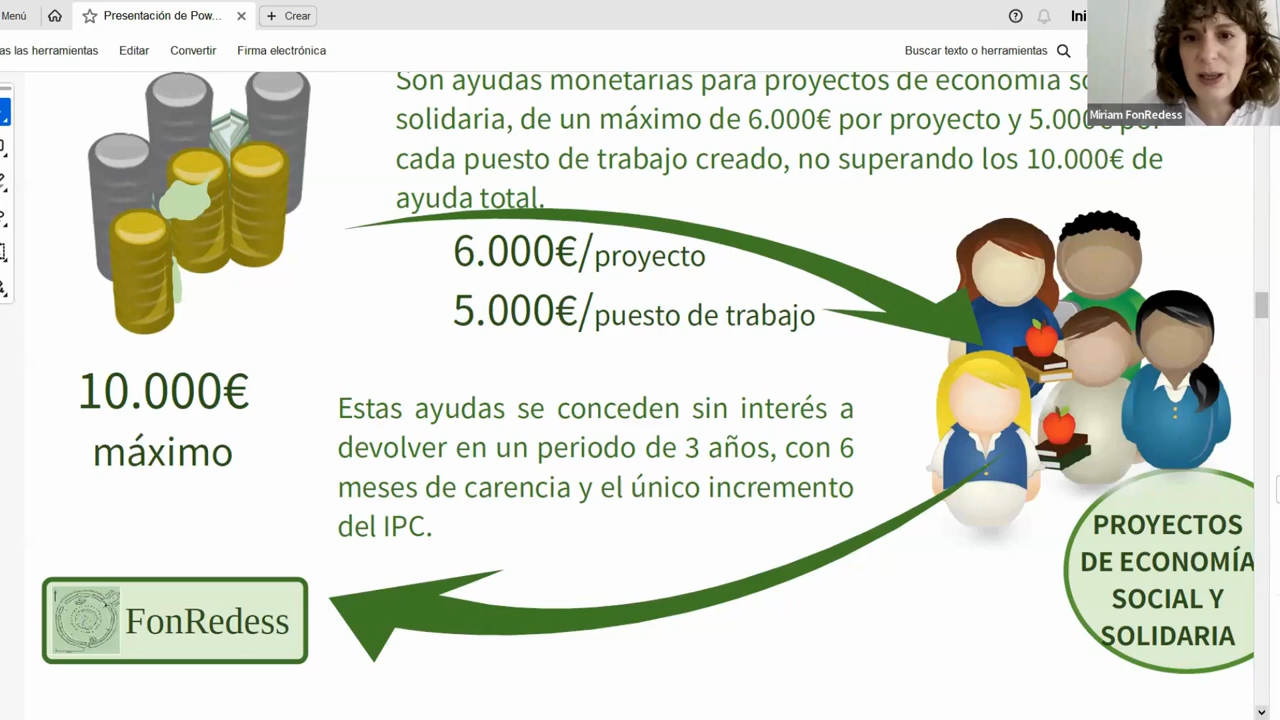 Menú
Presentación de Pow...
Crear
Ini
as las herramientas
Editar
Convertir
Firma electrónica
Buscar texto o herramientas
Miriam FonRedess
Son ayudas monetarias para proyectos de economía so
solidaria, de un máximo de 6.000€ por proyecto y 5.000€ por
cada puesto de trabajo creado, no superando los 10.000€ de
ayuda total.
6.000€/proyecto
5.000€/puesto de trabajo
10.000€
máximo
Estas ayudas se conceden sin interés a
devolver en un periodo de 3 años, con 6
meses de carencia y el único incremento
del IPC.
FonRedess
PROYECTOS
DE ECONOMÍA
SOCIAL Y
SOLIDARIA